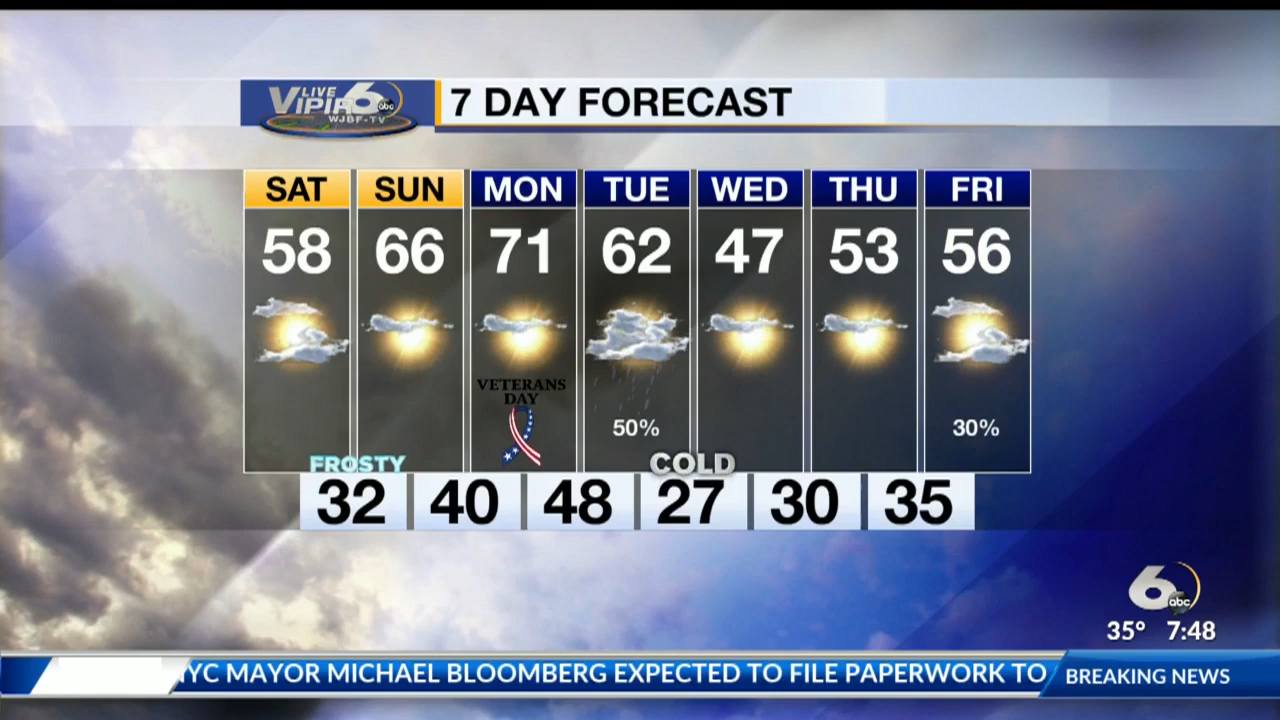 LIVE
VIPIR 6 abc
WJBF-TV
7 DAY FORECAST
SAT SUN MON TUE WED THU FRI
58 66 71 62 47 53 56
VETERANS
DAY
50% 30%
FROSTY COLD
32 40 48 27 30 35
6 abc
35° 7:48
YC MAYOR MICHAEL BLOOMBERG EXPECTED TO FILE PAPERWORK TO
BREAKING NEWS